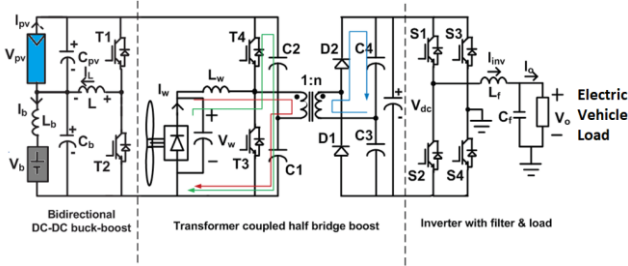 Ipv
Vpv
Cpv
T1
IL
L
Ib
Lb
Cb
Vb
T2
Bidirectional
DC-DC buck-boost
Iw
Lw
Vw
T4
T3
C2
C1
1:n
Transformer coupled half bridge boost
D2
D1
C4
C3
Vdc
S1
S3
S2
S4
Iinv
Lf
Cf
Io
Vo
Electric
Vehicle
Load
Inverter with filter & load